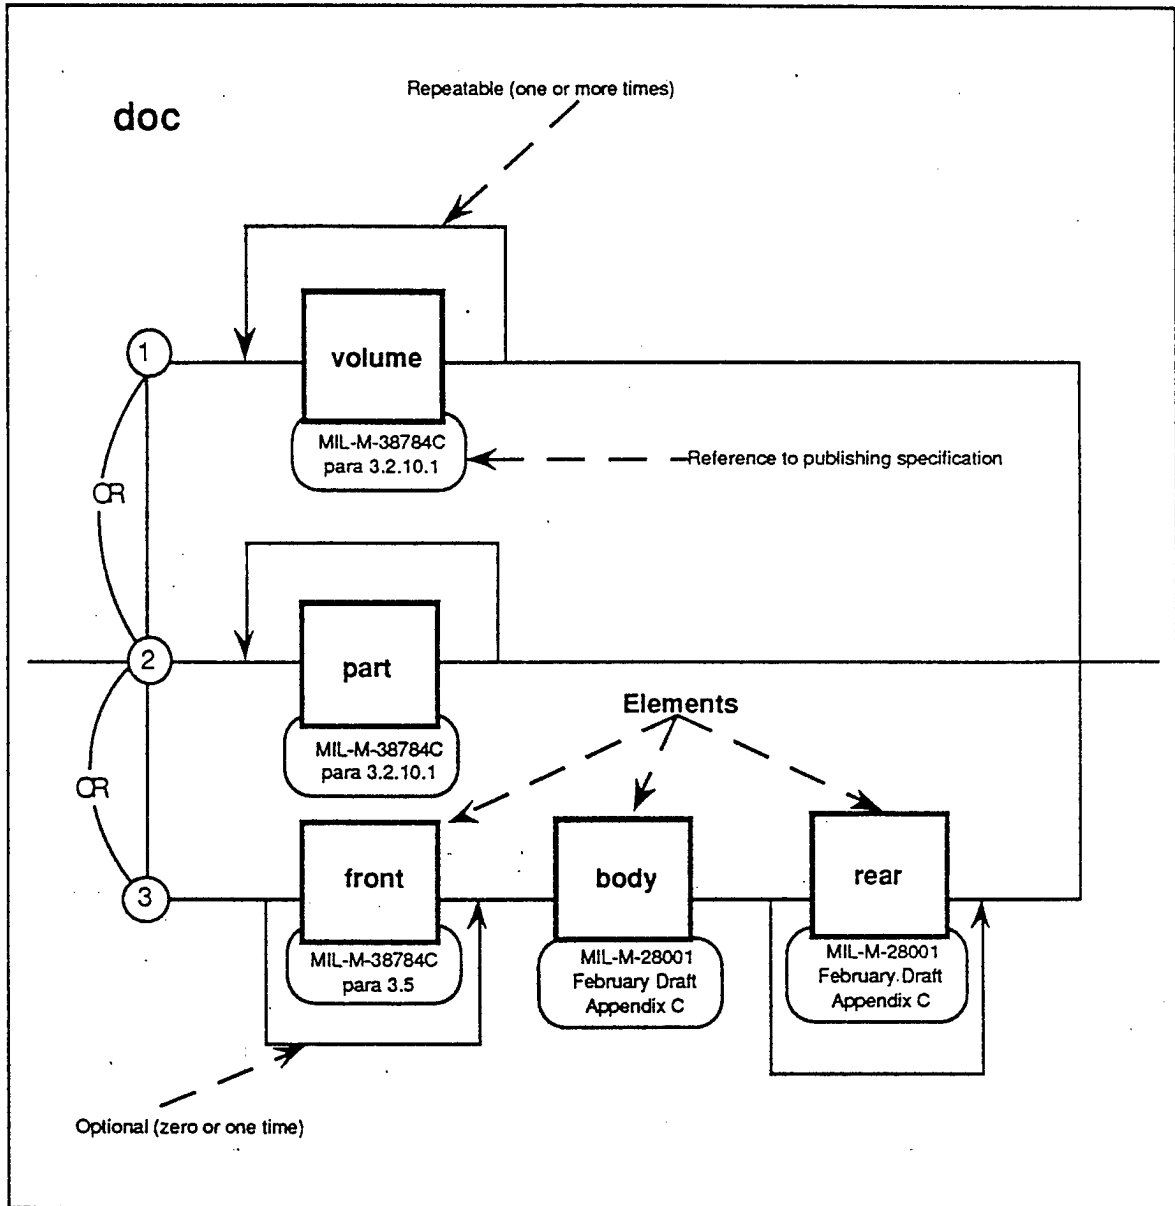 Repeatable (one or more times)
doc
1
volume
MIL-M-38784C
para 3.2.10.1
Reference to publishing specification
OR
2
part
MIL-M-38784C
para 3.2.10.1
Elements
OR
3
front
body
rear
MIL-M-38784C
para 3.5
MIL-M-28001
February Draft
Appendix C
MIL-M-28001
February.Draft
Appendix C
Optional (zero or one time)